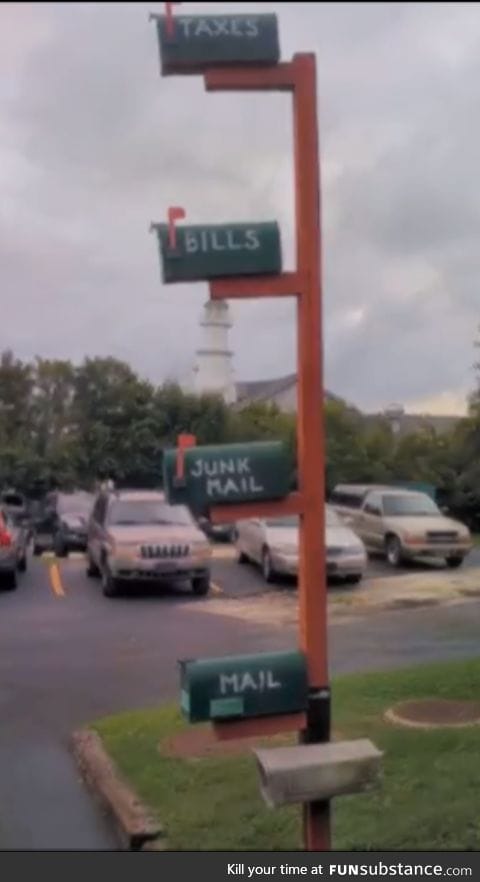 TAXES
BILLS
JUNK
MAIL
MAIL
Kill your time at FUNsubstance.com